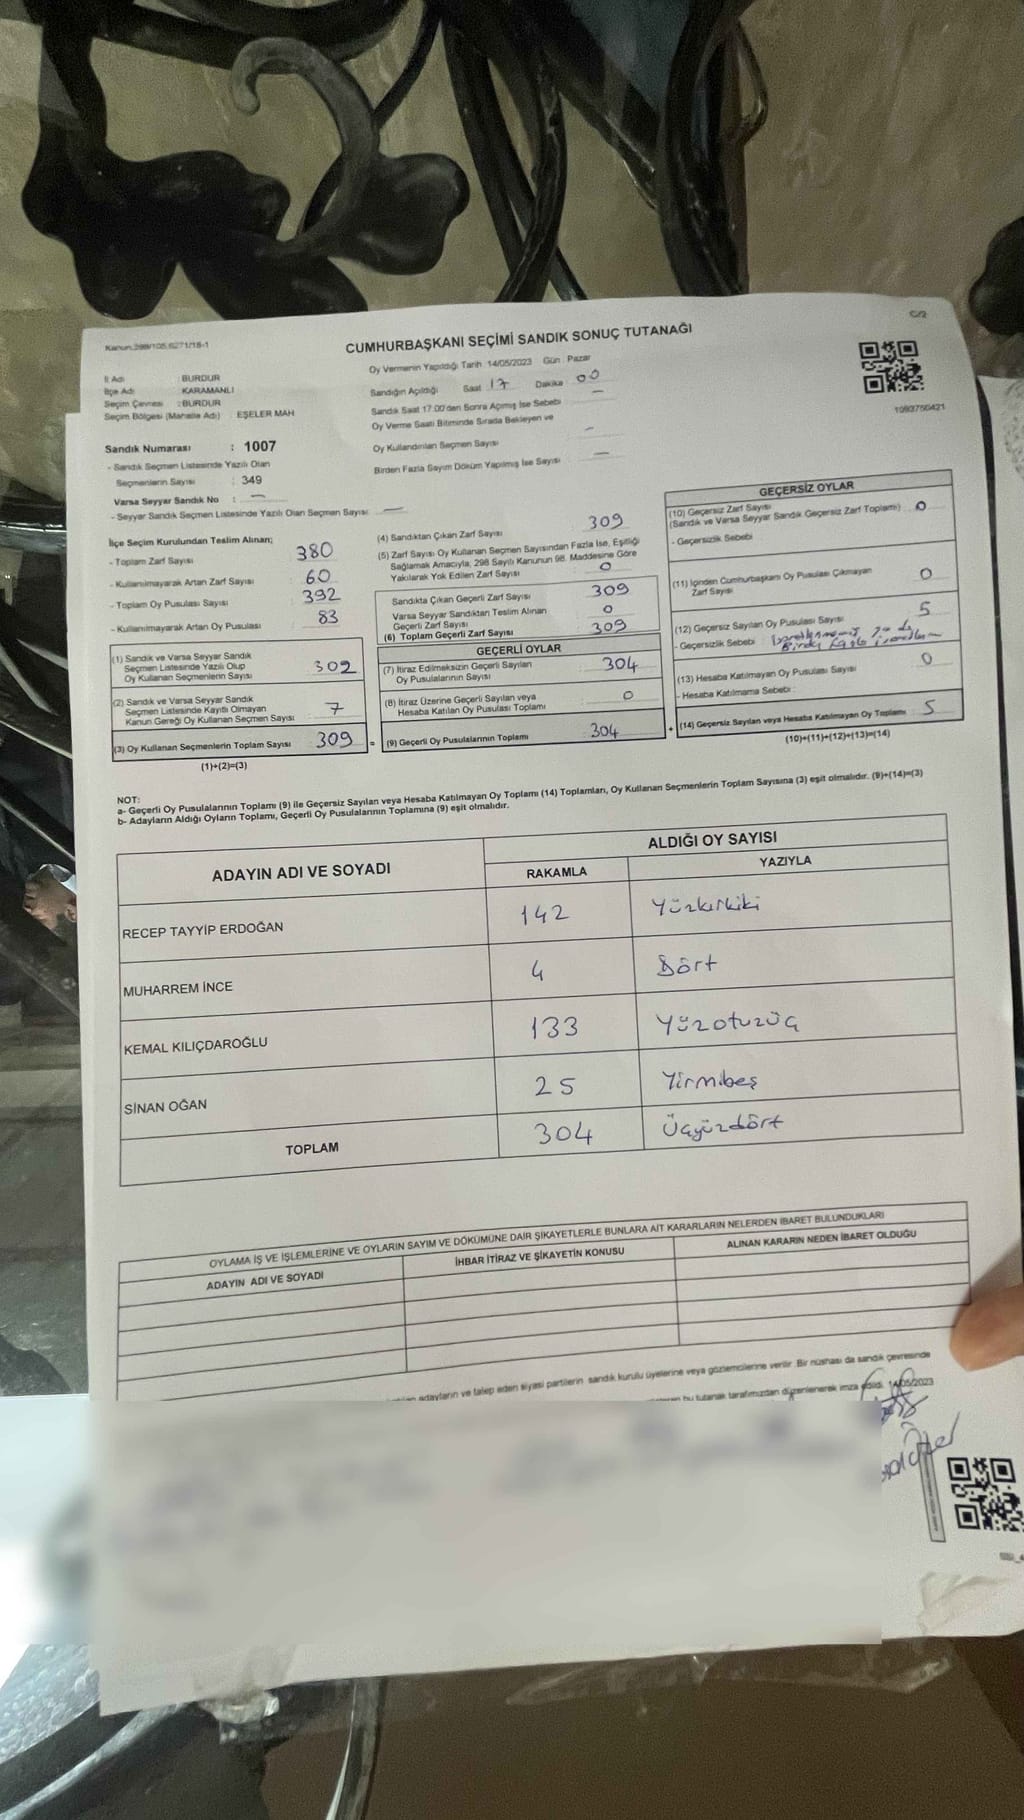 Kanun.298/105.6271/18-1
C/2
CUMHURBAŞKANI SEÇİMİ SANDIK SONUÇ TUTANAĞI
Oy Vermenin Yapıldığı Tarih 14/05/2023 Gün : Pazar
İl Adı : BURDUR
İlçe Adı : KARAMANLI
Seçim Çevresi : BURDUR
Seçim Bölgesi (Mahalle Adı) EŞELER MAH
Sandık Numarası : 1007
- Sandık Seçmen Listesinde Yazılı Olan
Seçmenlerin Sayısı : 349
Varsa Seyyar Sandık No : —
- Seyyar Sandık Seçmen Listesinde Yazılı Olan Seçmen Sayısı —
Sandığın Açıldığı Saat 17 Dakika 00
Sandık Saat 17.00'den Sonra Açılmış İse Sebebi —
Oy Verme Saati Bitiminde Sırada Bekleyen ve
Oy Kullandırılan Seçmen Sayısı –
Birden Fazla Sayım Döküm Yapılmış İse Sayısı —
1093750421
İlçe Seçim Kurulundan Teslim Alınan;
- Toplam Zarf Sayısı 380
- Kullanılmayarak Artan Zarf Sayısı 60
- Toplam Oy Pusulası Sayısı 392
- Kullanılmayarak Artan Oy Pusulası 83
(1) Sandık ve Varsa Seyyar Sandık
Seçmen Listesinde Yazılı Olup
Oy Kullanan Seçmenlerin Sayısı 302
(2) Sandık ve Varsa Seyyar Sandık
Seçmen Listesinde Kayıtlı Olmayan
Kanun Gereği Oy Kullanan Seçmen Sayısı 7
(3) Oy Kullanan Seçmenlerin Toplam Sayısı 309 =
(1)+(2)=(3)
(4) Sandıktan Çıkan Zarf Sayısı 309
(5) Zarf Sayısı Oy Kullanan Seçmen Sayısından Fazla İse, Eşitliği
Sağlamak Amacıyla; 298 Sayılı Kanunun 98. Maddesine Göre
Yakılarak Yok Edilen Zarf Sayısı 0
Sandıkta Çıkan Geçerli Zarf Sayısı 309
Varsa Seyyar Sandıktan Teslim Alınan
Geçerli Zarf Sayısı 0
(6) Toplam Geçerli Zarf Sayısı 309
GEÇERLİ OYLAR
(7) İtiraz Edilmeksizin Geçerli Sayılan
Oy Pusulalarının Sayısı 304
(8) İtiraz Üzerine Geçerli Sayılan veya
Hesaba Katılan Oy Pusulası Toplamı 0
(9) Geçerli Oy Pusulalarının Toplamı 304 +
GEÇERSİZ OYLAR
(10) Geçersiz Zarf Sayısı
(Sandık ve Varsa Seyyar Sandık Geçersiz Zarf Toplamı) 0
- Geçersizlik Sebebi
(11) İçinden Cumhurbaşkanı Oy Pusulası Çıkmayan
Zarf Sayısı 0
(12) Geçersiz Sayılan Oy Pusulası Sayısı 5
- Geçersizlik Sebebi :
(13) Hesaba Katılmayan Oy Pusulası Sayısı 0
- Hesaba Katılmama Sebebi :
(14) Geçersiz Sayılan veya Hesaba Katılmayan Oy Toplamı 5
(10)+(11)+(12)+(13)=(14)
NOT:
a- Geçerli Oy Pusulalarının Toplamı (9) ile Geçersiz Sayılan veya Hesaba Katılmayan Oy Toplamı (14) Toplamları, Oy Kullanan Seçmenlerin Toplam Sayısına (3) eşit olmalıdır. (9)+(14)=(3)
b- Adayların Aldığı Oyların Toplamı, Geçerli Oy Pusulalarının Toplamına (9) eşit olmalıdır.
ADAYIN ADI VE SOYADI
ALDIĞI OY SAYISI
RAKAMLA YAZIYLA
RECEP TAYYİP ERDOĞAN 142 Yüzkırkiki
MUHARREM İNCE 4 Dört
KEMAL KILIÇDAROĞLU 133 Yüzotuzüç
SİNAN OĞAN 25 Yirmibeş
TOPLAM 304 Üçyüzdört
OYLAMA İŞ VE İŞLEMLERİNE VE OYLARIN SAYIM VE DÖKÜMÜNE DAİR ŞİKAYETLERLE BUNLARA AİT KARARLARIN NELERDEN İBARET BULUNDUKLARI
ADAYIN ADI VE SOYADI İHBAR İTİRAZ VE ŞİKAYETİN KONUSU ALINAN KARARIN NEDEN İBARET OLDUĞU
adayların ve talep eden siyasi partilerin sandık kurulu üyelerine veya gözlemcilerine verilir. Bir nüshası da sandık çevresinde
bu tutanak tarafımızdan düzenlenerek imza edildi. 14/05/2023